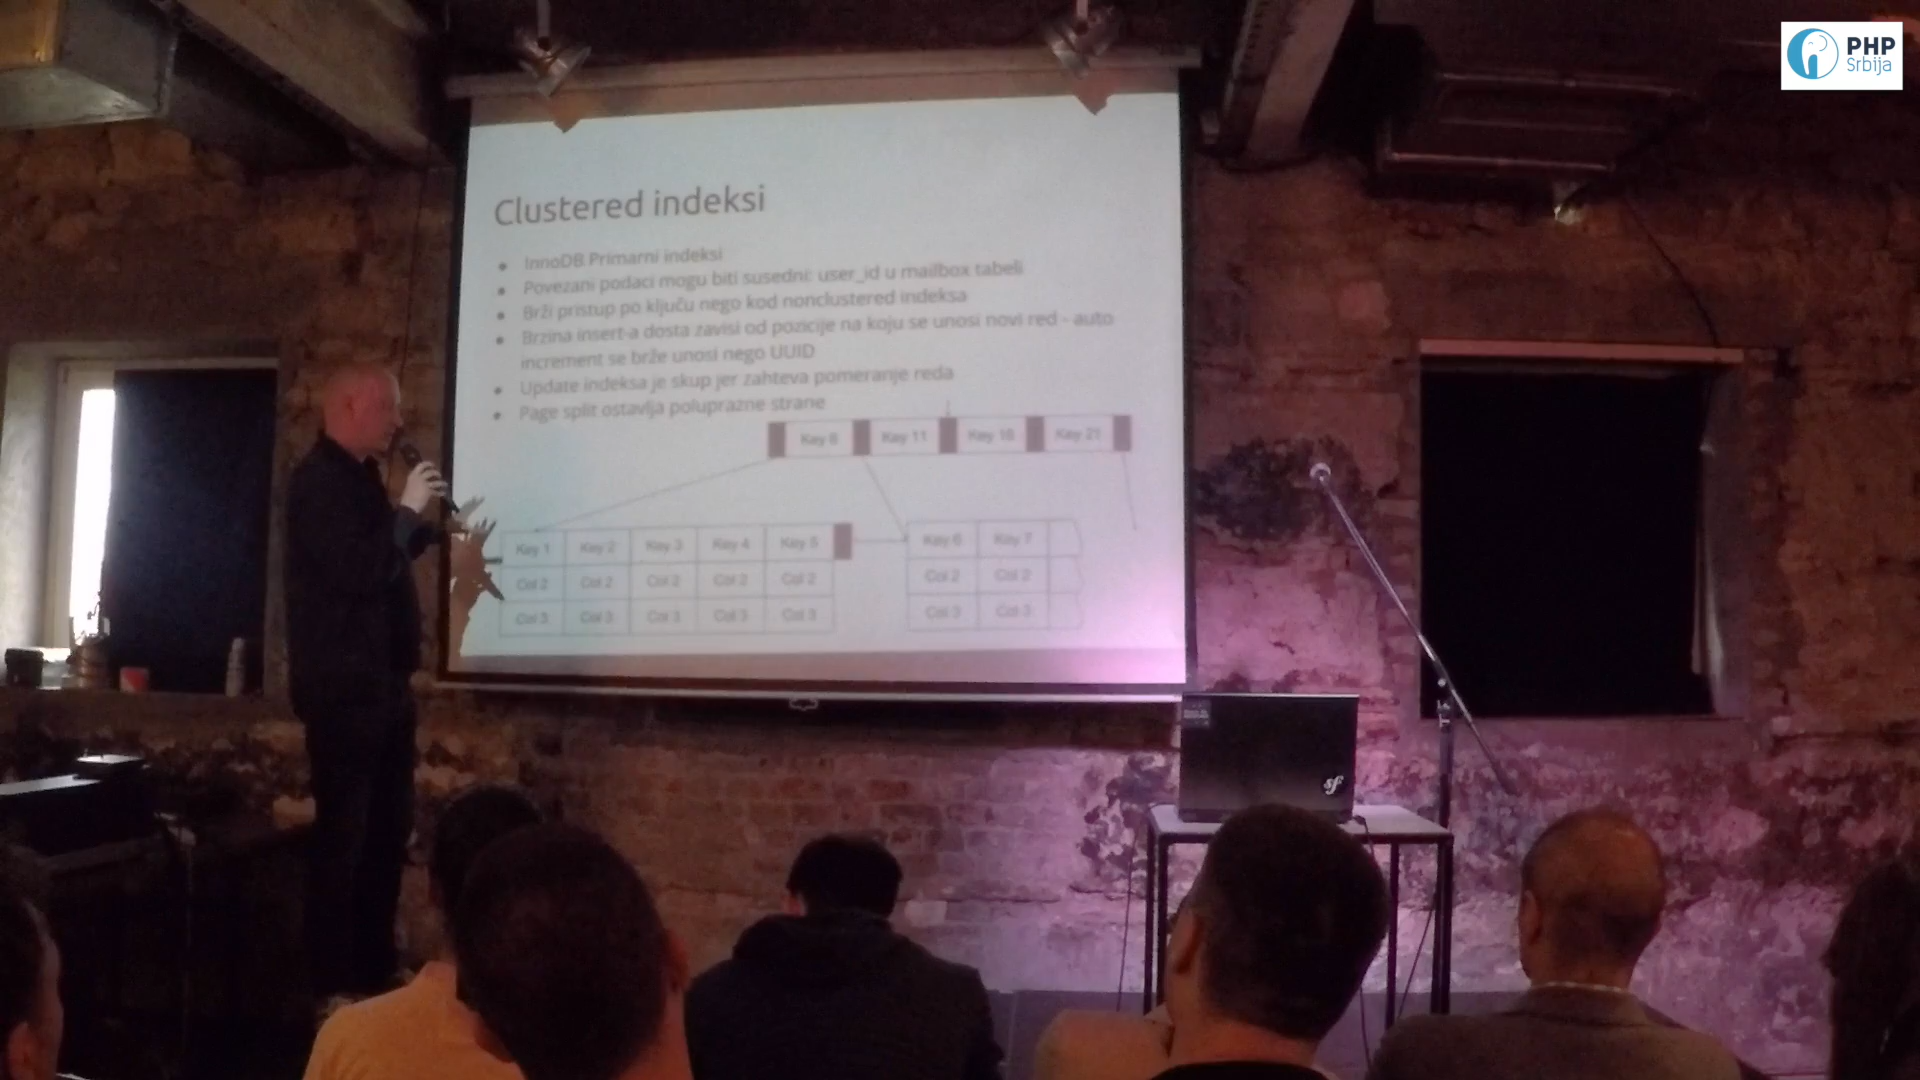 PHP
Srbija
Clustered indeksi
InnoDB Primarni indeksi
Povezani podaci mogu biti susedni: user_id u mailbox tabeli
Brži pristup po ključu nego kod nonclustered indeksa
Brzina insert-a dosta zavisi od pozicije na koju se unosi novi red - auto
increment se brže unosi nego UUID
Update indeksa je skup jer zahteva pomeranje reda
Page split ostavlja poluprazne strane
Key 11 Key 21
Key 1 Key 2 Key 3 Key 4 Key 5 Key 6 Key 7
Col 2 Col 2 Col 2 Col 2 Col 2 Col 2 Col 2
Col 3 Col 3 Col 3 Col 3 Col 3 Col 3 Col 3
sf